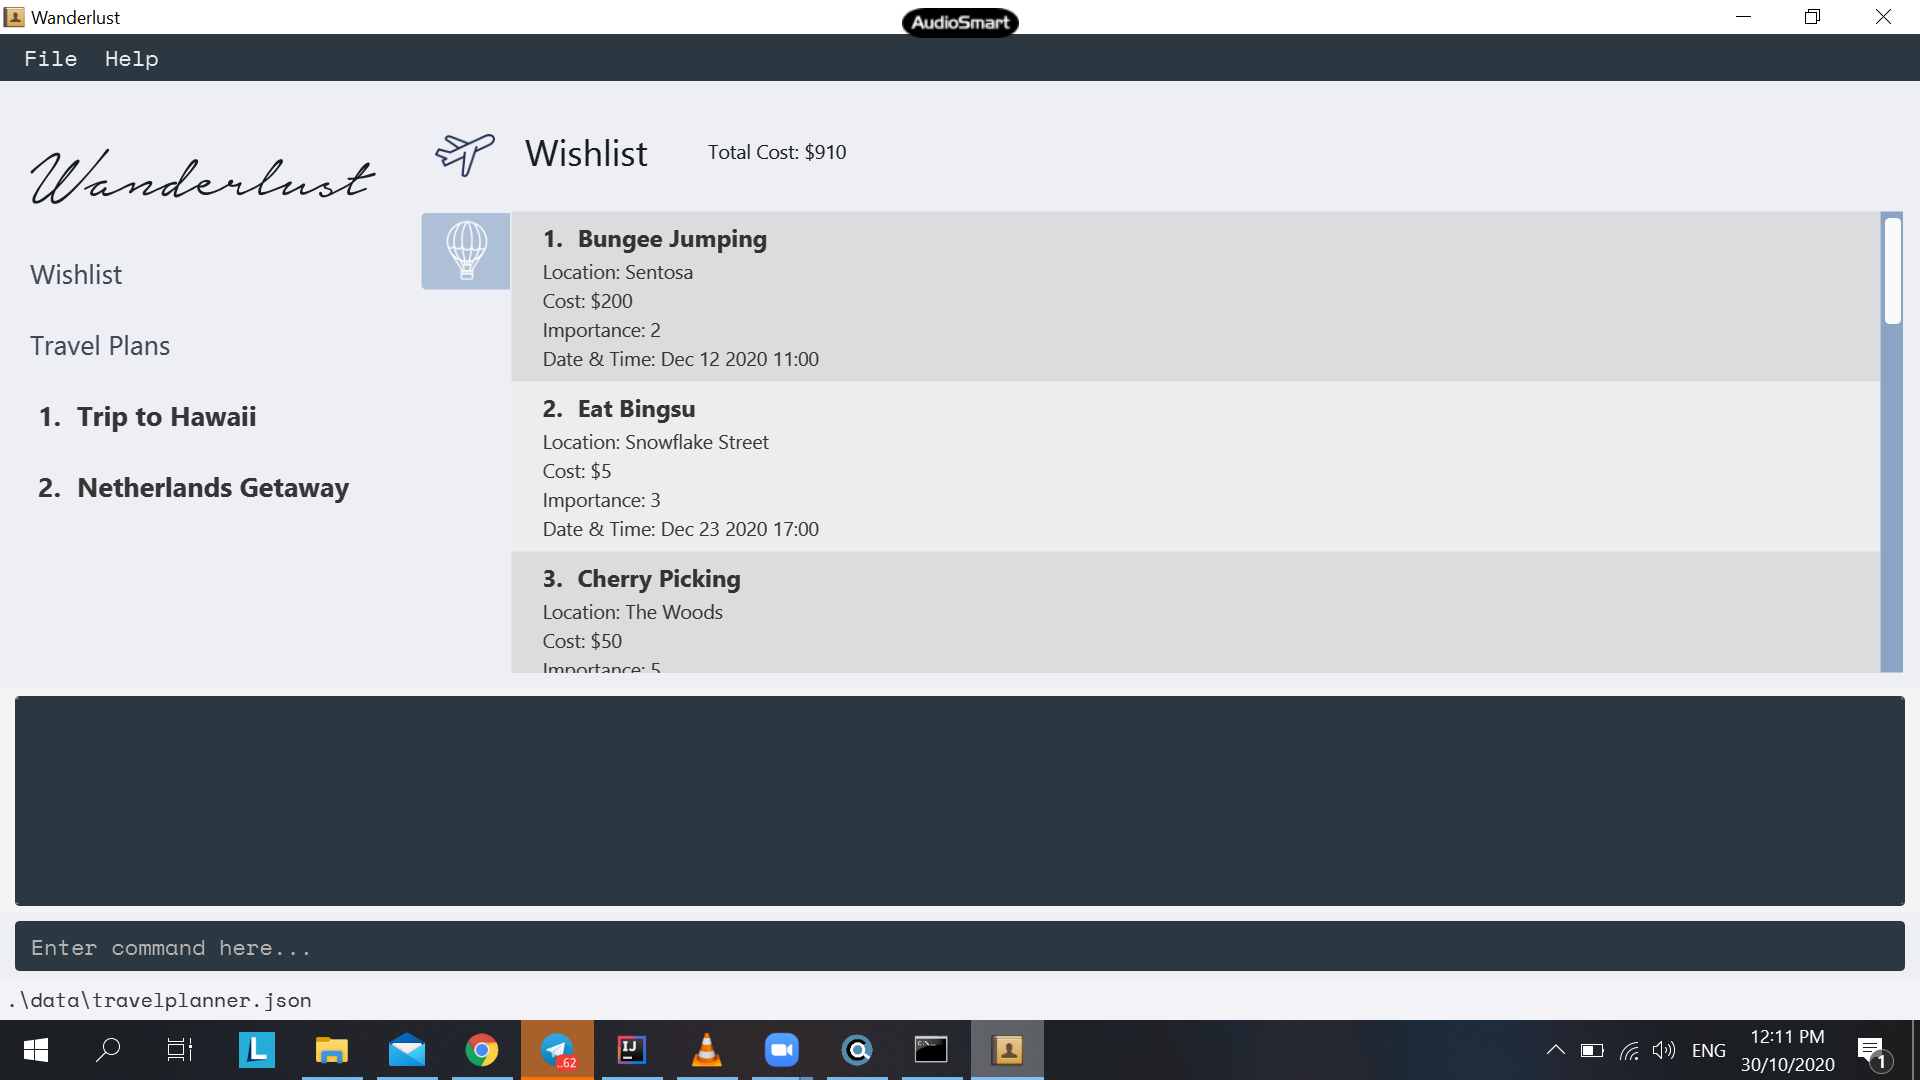 Wanderlust
AudioSmart
File Help
Wanderlust
Wishlist
Travel Plans
1. Trip to Hawaii
2. Netherlands Getaway
Wishlist Total Cost: $910
1. Bungee Jumping
Location: Sentosa
Cost: $200
Importance: 2
Date & Time: Dec 12 2020 11:00
2. Eat Bingsu
Location: Snowflake Street
Cost: $5
Importance: 3
Date & Time: Dec 23 2020 17:00
3. Cherry Picking
Location: The Woods
Cost: $50
Importance: 5
Enter command here...
.\data\travelplanner.json
L
..62
IJ
C:\
ENG
12:11 PM
30/10/2020
1